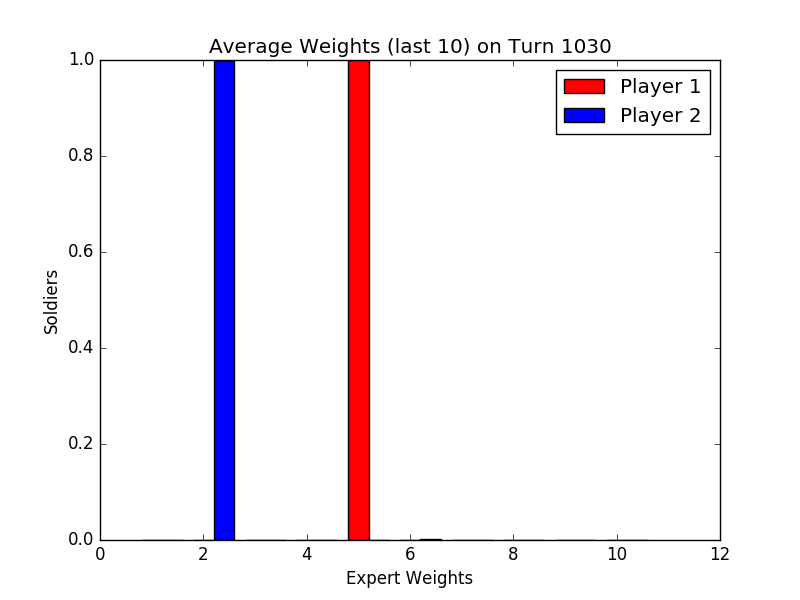 Average Weights (last 10) on Turn 1030
1.0
0.8
0.6
0.4
0.2
0.0
Soldiers
Player 1
Player 2
0 2 4 6 8 10 12
Expert Weights